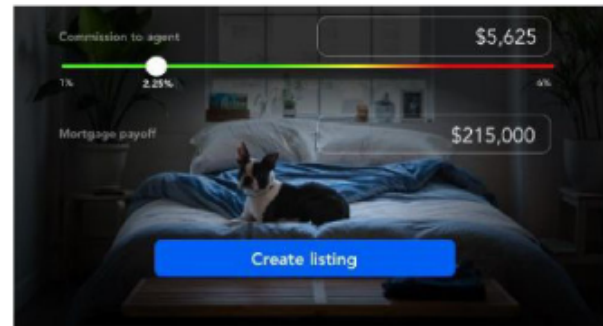 Commission to agent
$5,625
1%
2.25%
6%
Mortgage payoff
$215,000
Create listing